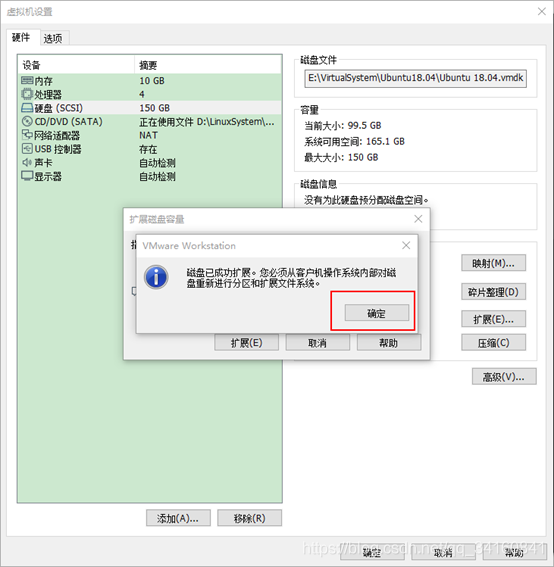 虚拟机设置
硬件 选项
设备 摘要
内存 10 GB
处理器 4
硬盘 (SCSI) 150 GB
CD/DVD (SATA) 正在使用文件 D:\LinuxSystem\...
网络适配器 NAT
USB 控制器 存在
声卡 自动检测
显示器 自动检测
磁盘文件
E:\VirtualSystem\Ubuntu18.04\Ubuntu 18.04.vmdk
容量
当前大小: 99.5 GB
系统可用空间: 165.1 GB
最大大小: 150 GB
磁盘信息
没有为此硬盘预分配磁盘空间。
扩展磁盘容量
VMware Workstation
磁盘已成功扩展。您必须从客户机操作系统内部对磁
盘重新进行分区和扩展文件系统。
确定
扩展(E) 取消 帮助
映射(M)...
碎片整理(D)
扩展(E)...
压缩(C)
高级(V)...
添加(A)... 移除(R)
确定 取消 帮助